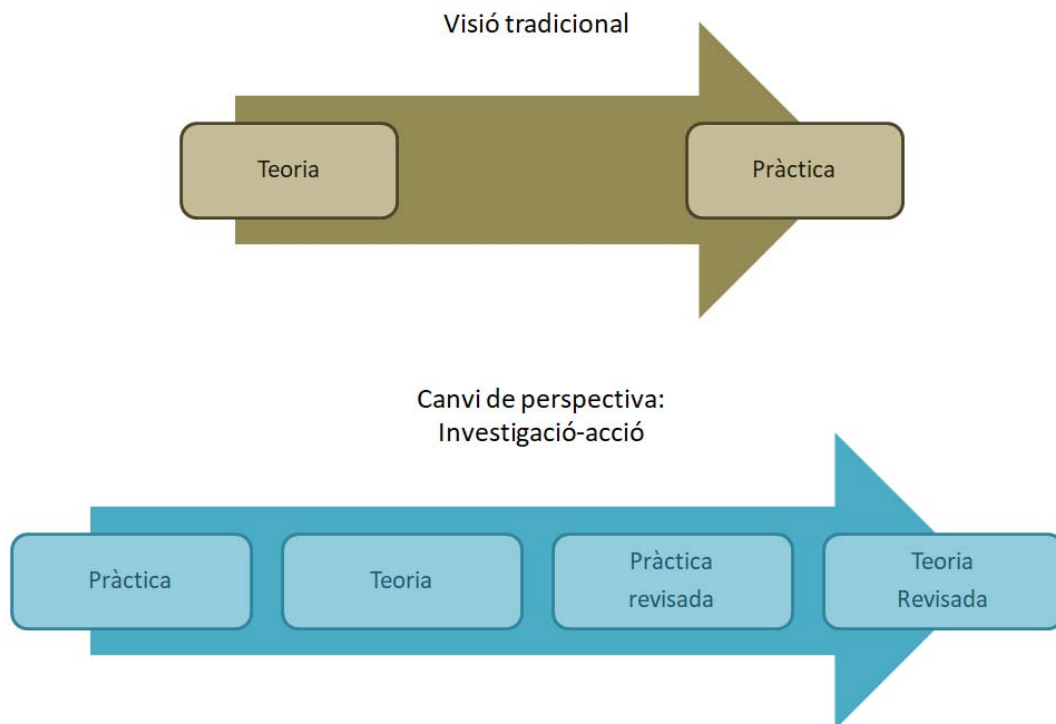 Visió tradicional
Teoria
Pràctica
Canvi de perspectiva:
Investigació-acció
Pràctica
Teoria
Pràctica
revisada
Teoria
Revisada